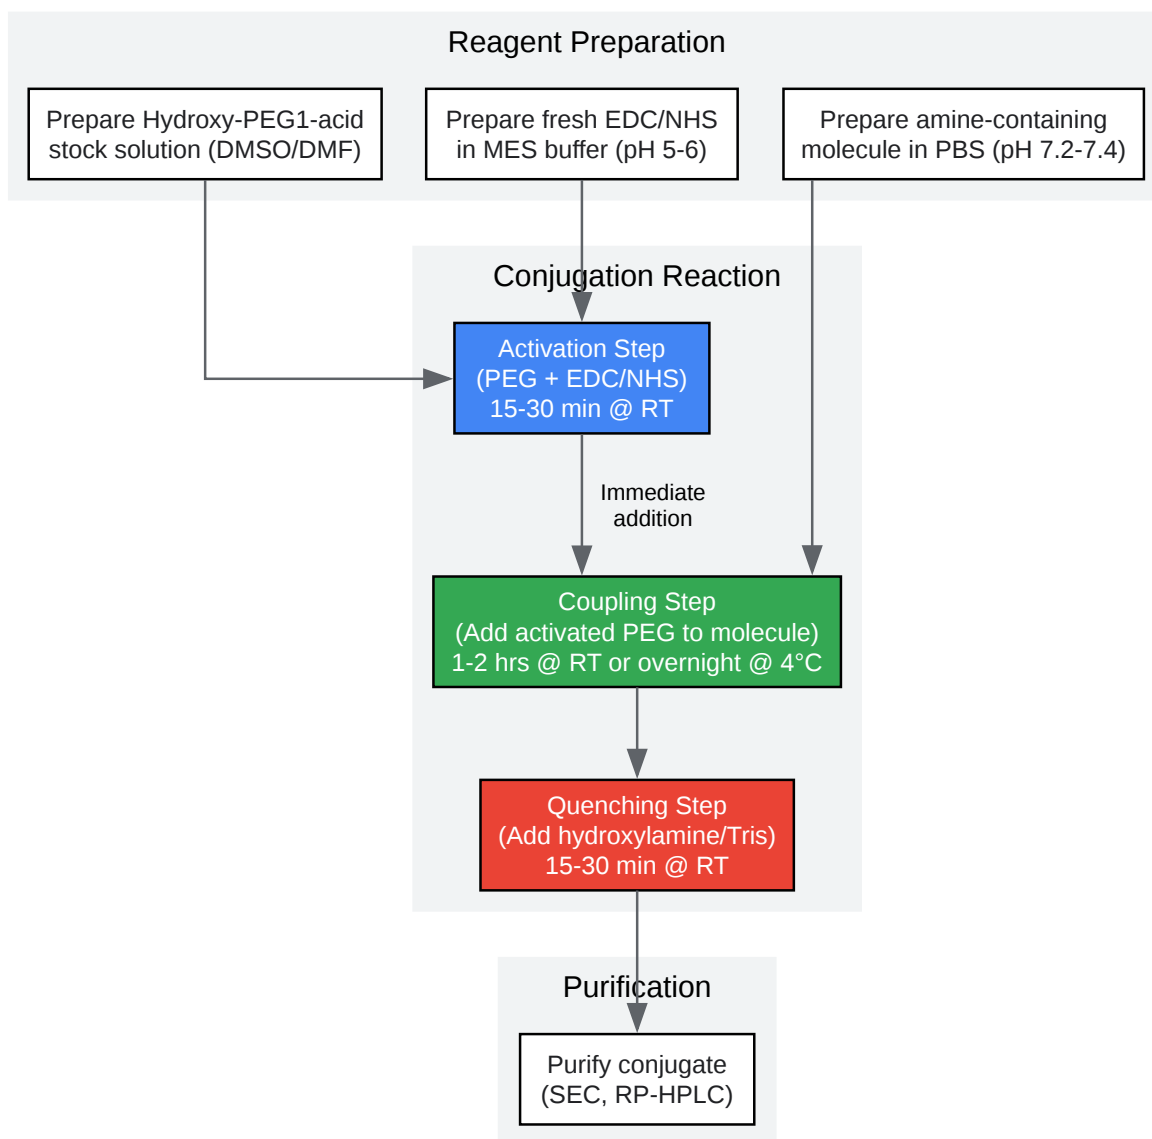 Reagent Preparation
Prepare Hydroxy-PEG1-acid
stock solution (DMSO/DMF)
Prepare fresh EDC/NHS
in MES buffer (pH 5-6)
Prepare amine-containing
molecule in PBS (pH 7.2-7.4)
Conjugation Reaction
Activation Step
(PEG + EDC/NHS)
15-30 min @ RT
Immediate
addition
Coupling Step
(Add activated PEG to molecule)
1-2 hrs @ RT or overnight @ 4°C
Quenching Step
(Add hydroxylamine/Tris)
15-30 min @ RT
Purification
Purify conjugate
(SEC, RP-HPLC)